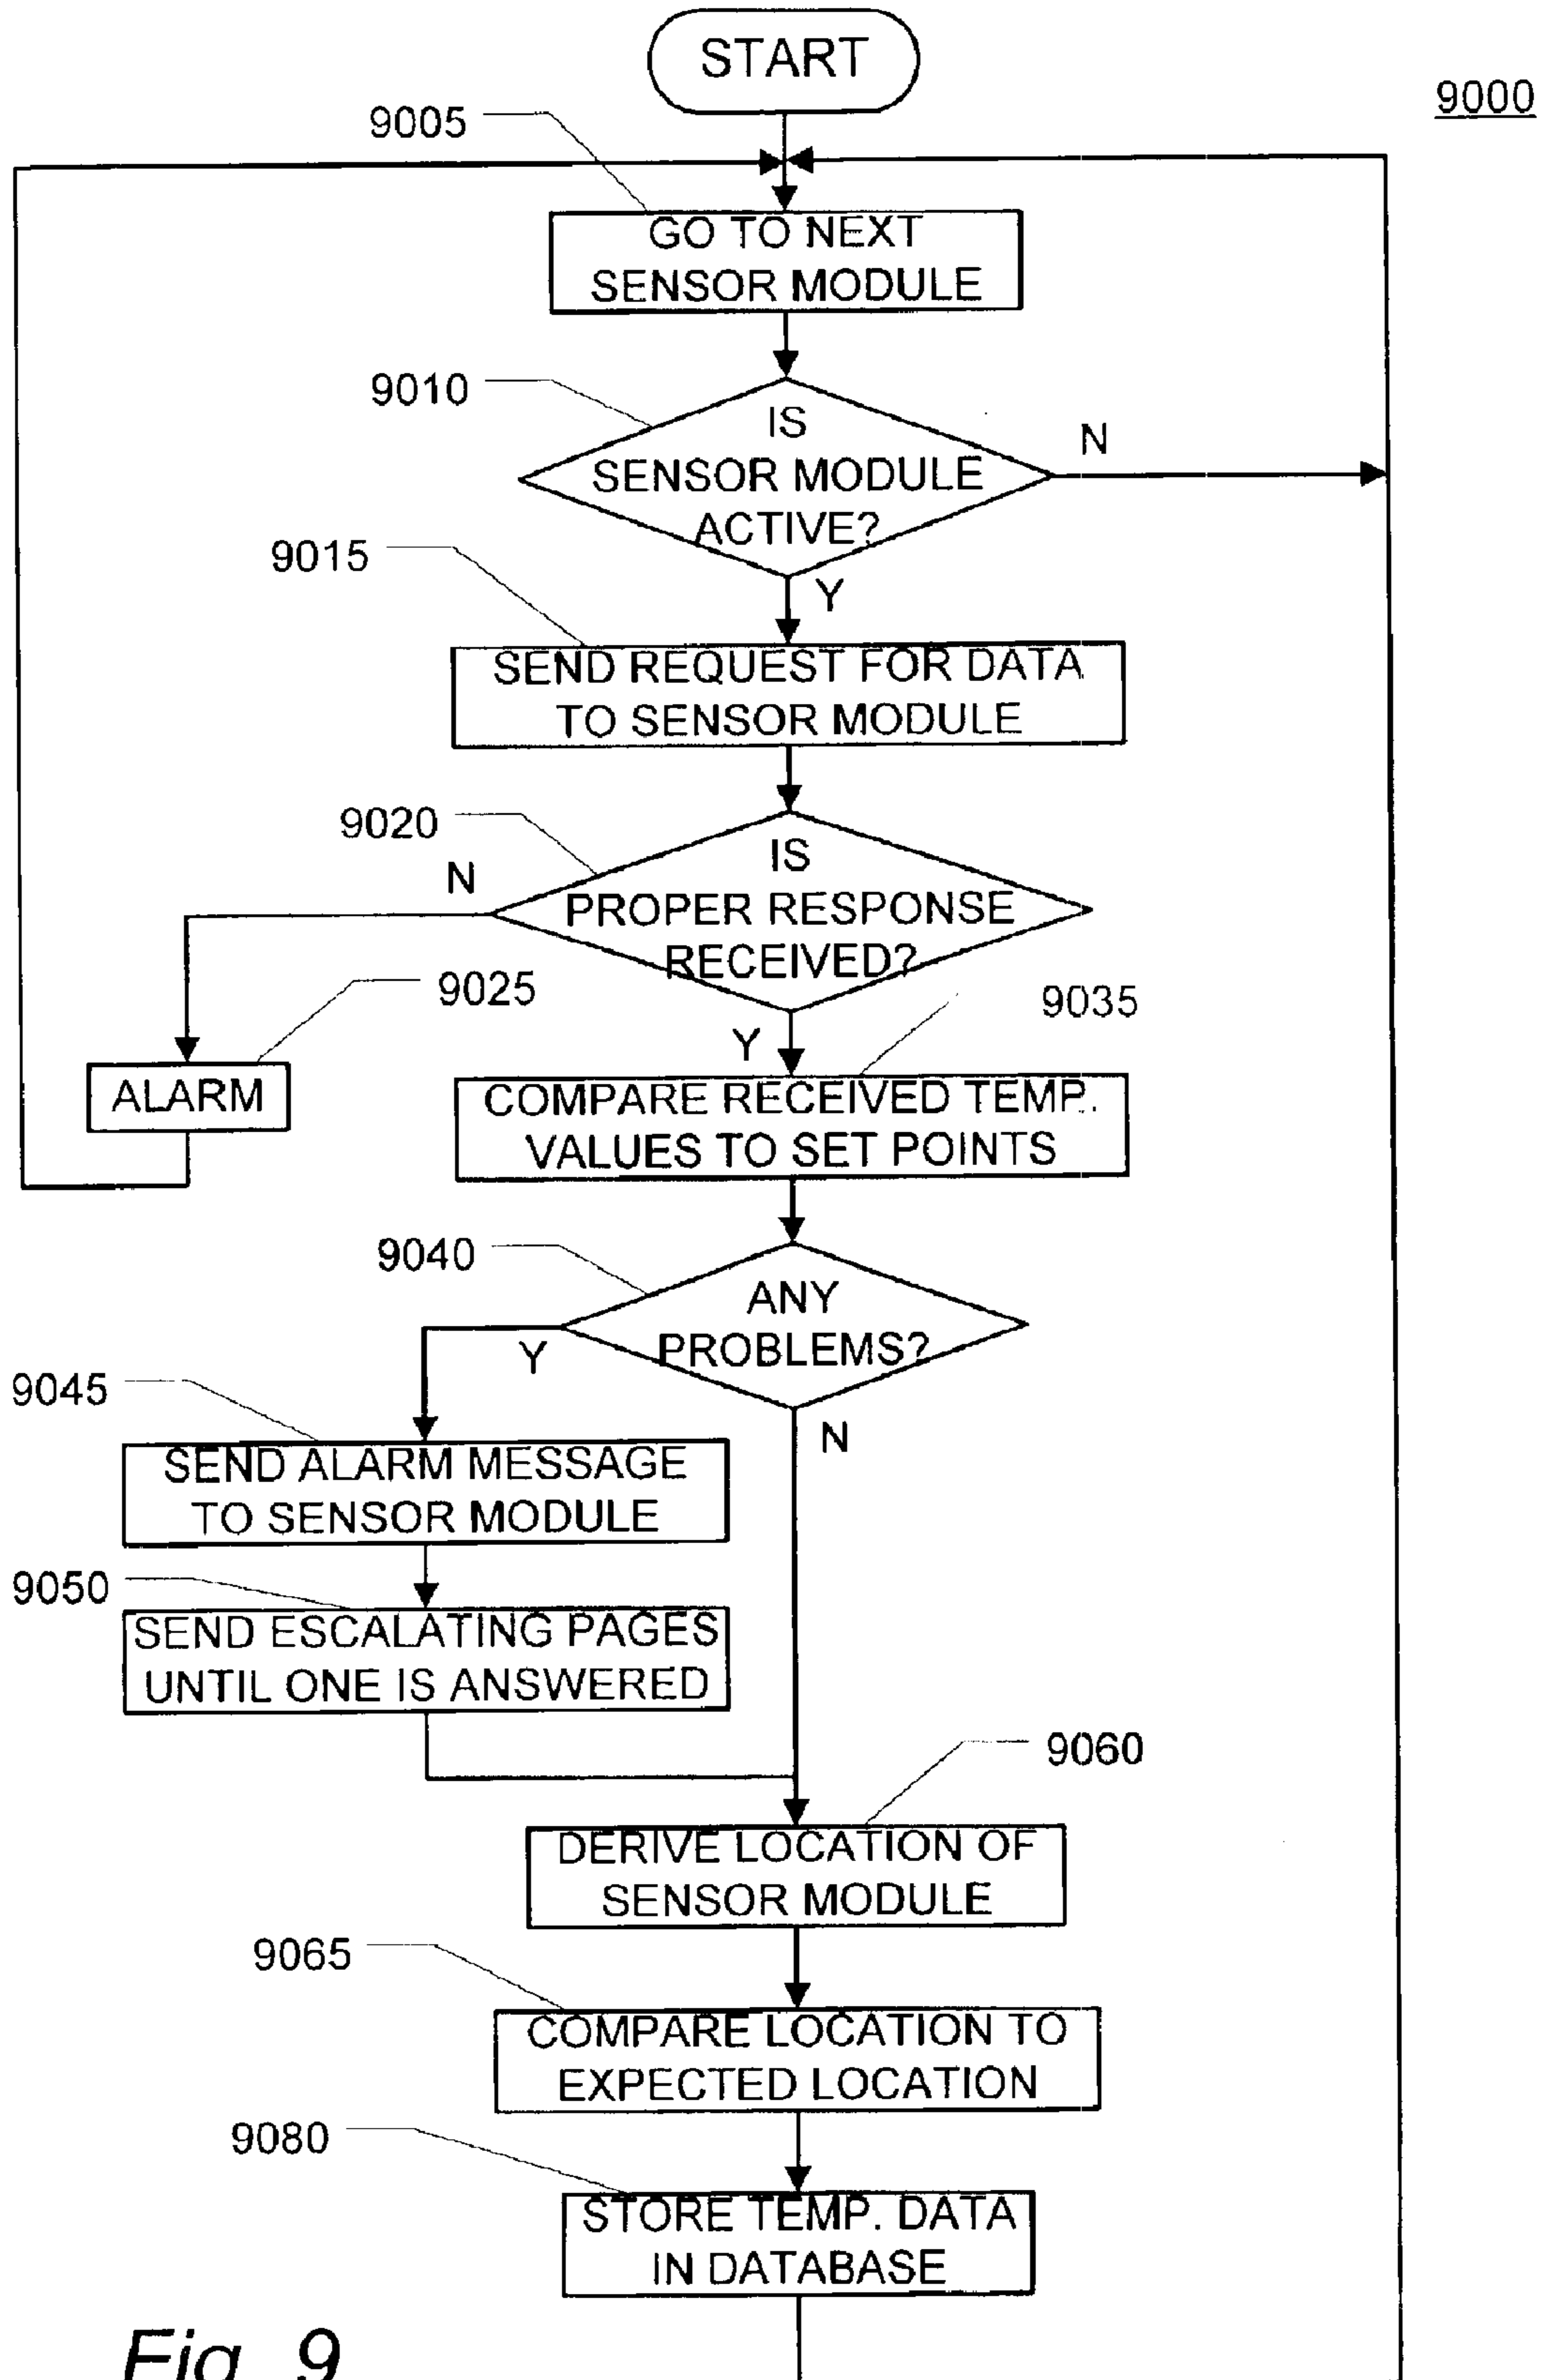 START
9000
9005
GO TO NEXT
SENSOR MODULE
9010
IS
SENSOR MODULE
ACTIVE?
N
Y
9015
SEND REQUEST FOR DATA
TO SENSOR MODULE
9020
IS
PROPER RESPONSE
RECEIVED?
N
Y
9025
ALARM
9035
COMPARE RECEIVED TEMP.
VALUES TO SET POINTS
9040
ANY
PROBLEMS?
Y
N
9045
SEND ALARM MESSAGE
TO SENSOR MODULE
9050
SEND ESCALATING PAGES
UNTIL ONE IS ANSWERED
9060
DERIVE LOCATION OF
SENSOR MODULE
9065
COMPARE LOCATION TO
EXPECTED LOCATION
9080
STORE TEMP. DATA
IN DATABASE
Fig. 9